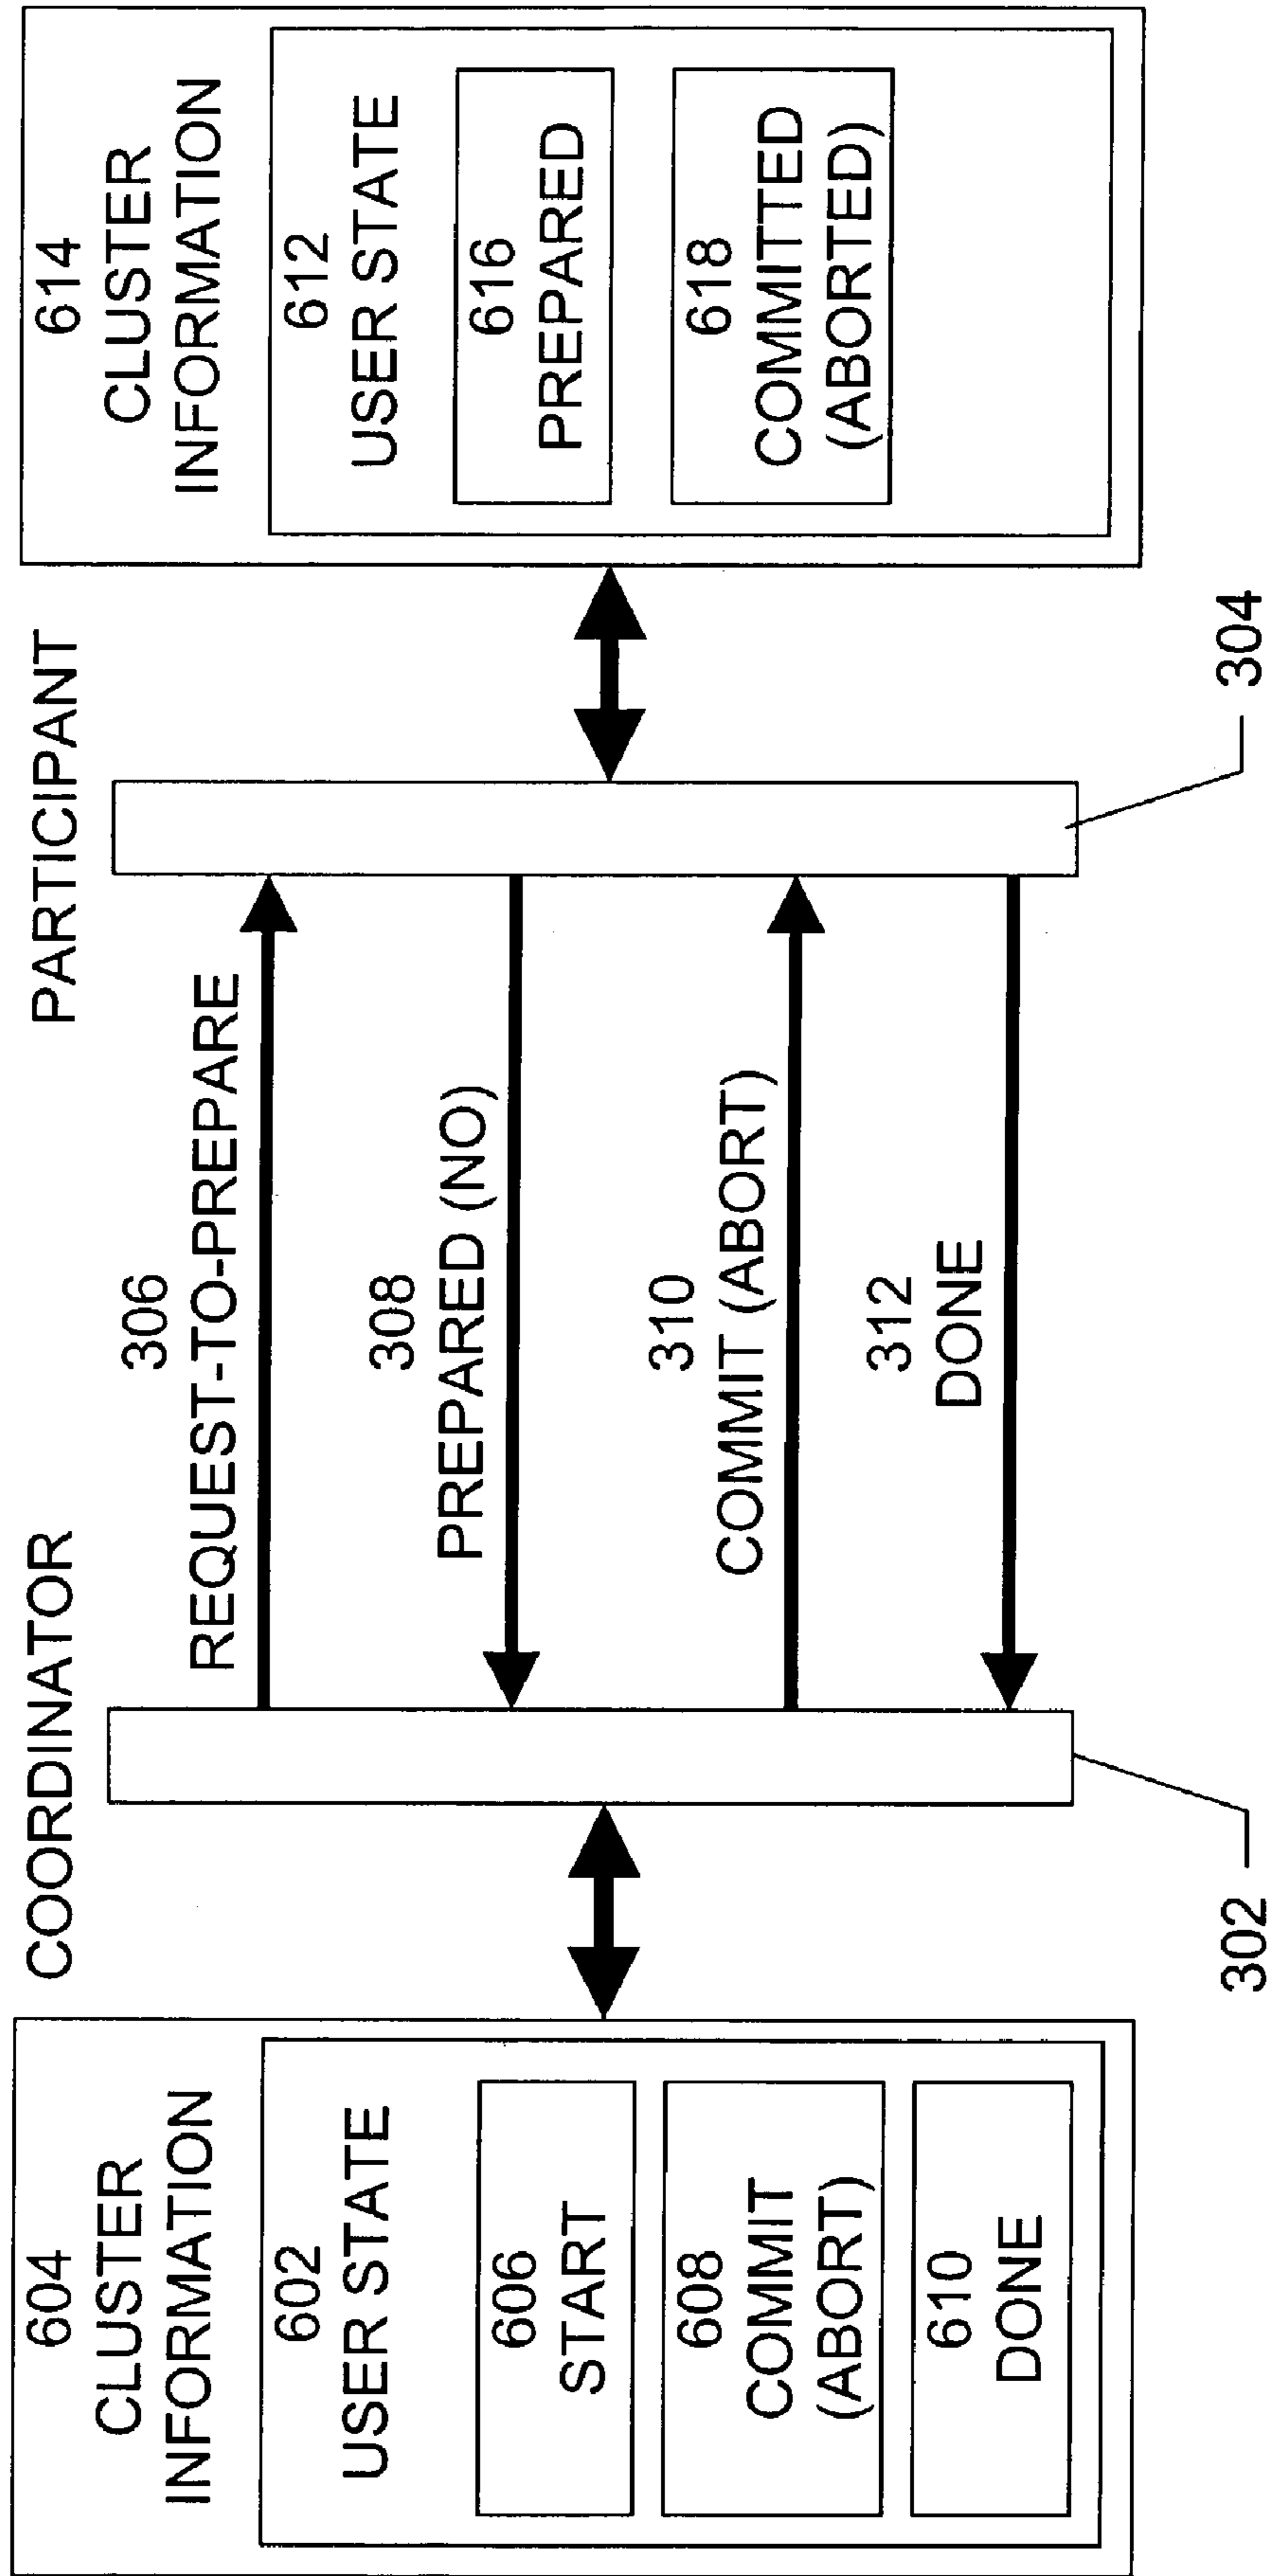 COORDINATOR
PARTICIPANT
604
CLUSTER
INFORMATION
602
USER STATE
606
START
608
COMMIT
(ABORT)
610
DONE
306
REQUEST-TO-PREPARE
308
PREPARED (NO)
310
COMMIT (ABORT)
312
DONE
614
CLUSTER
INFORMATION
612
USER STATE
616
PREPARED
618
COMMITTED
(ABORTED)
302
304